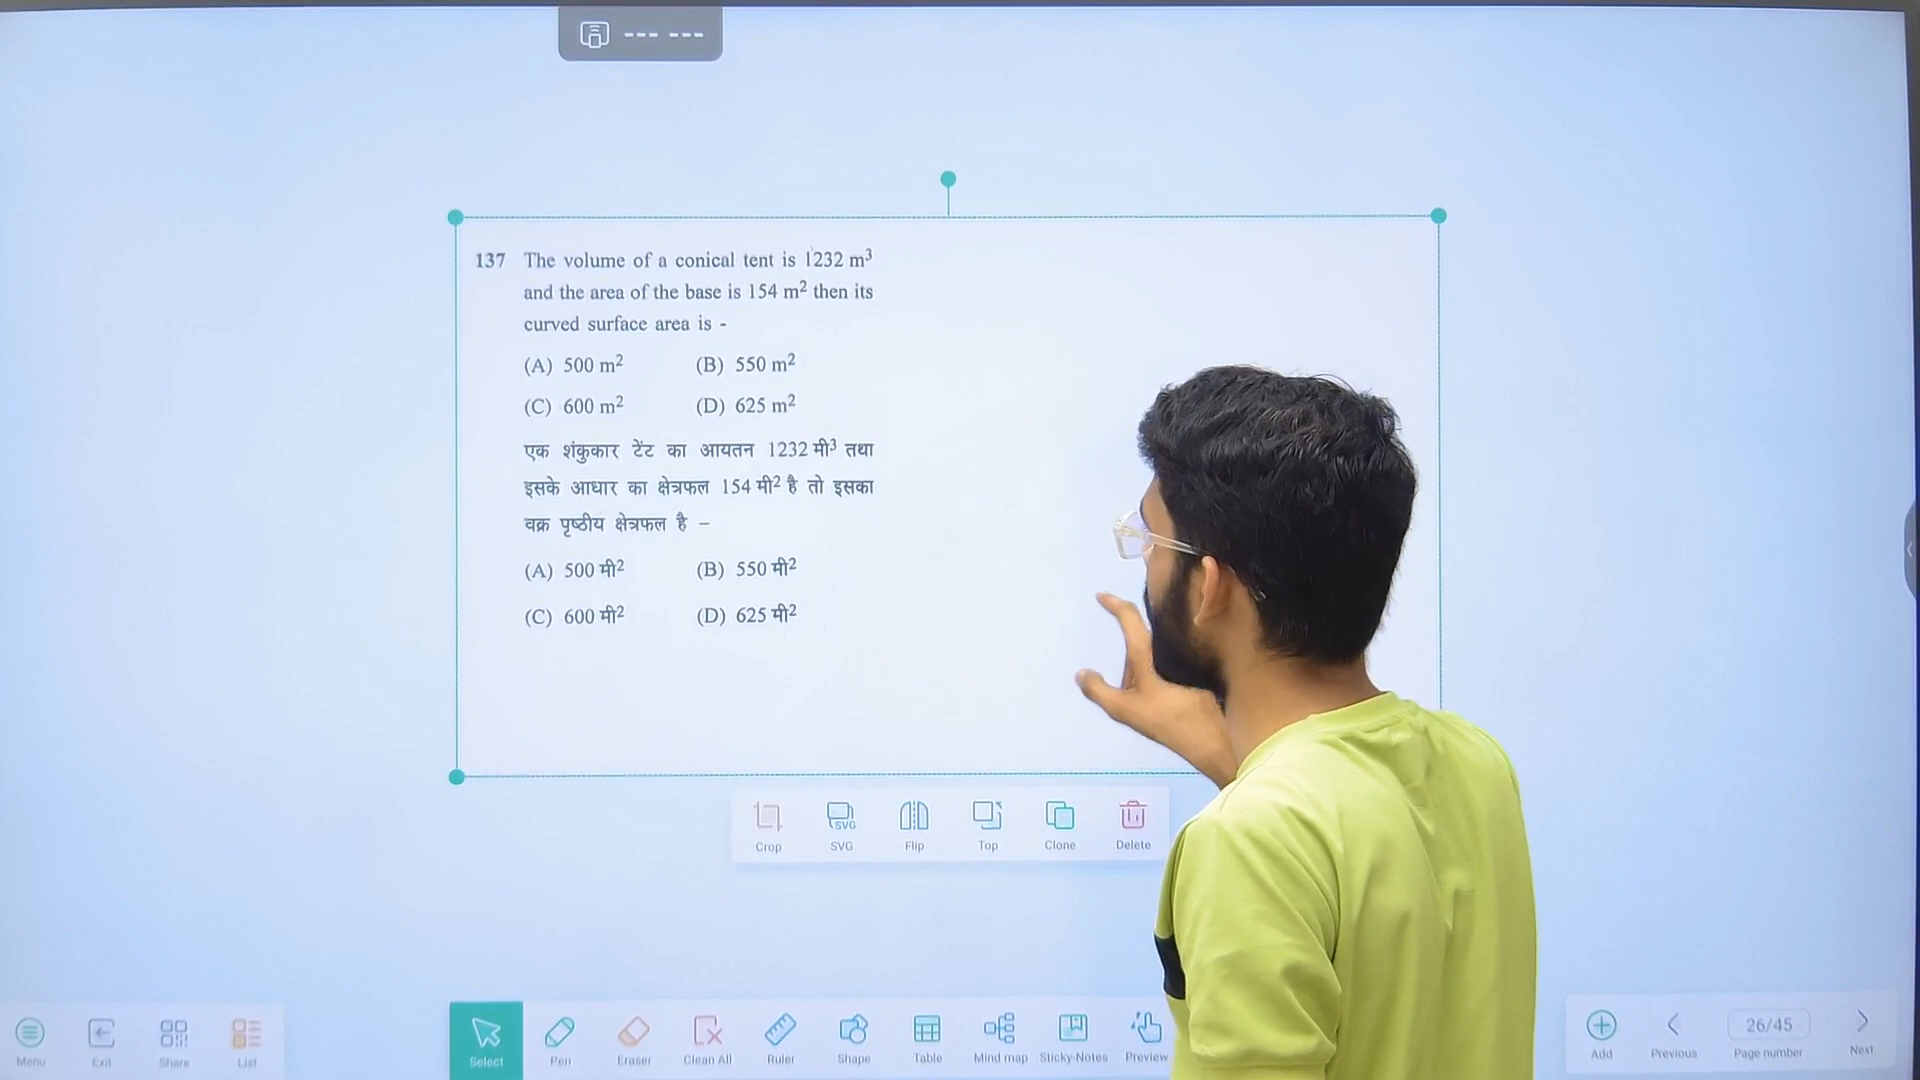 --- ---
137 The volume of a conical tent is 1232 m³
and the area of the base is 154 m² then its
curved surface area is -
(A) 500 m² (B) 550 m²
(C) 600 m² (D) 625 m²
एक शंकुकार टेंट का आयतन 1232 मी³ तथा
इसके आधार का क्षेत्रफल 154 मी² है तो इसका
वक्र पृष्ठीय क्षेत्रफल है –
(A) 500 मी² (B) 550 मी²
(C) 600 मी² (D) 625 मी²
SVG
Crop SVG Flip Top Clone Delete
26/45
Menu Exit Share List Select Pen Eraser Clean All Ruler Shape Table Mind map Sticky-Notes Preview Add Previous Page number Next